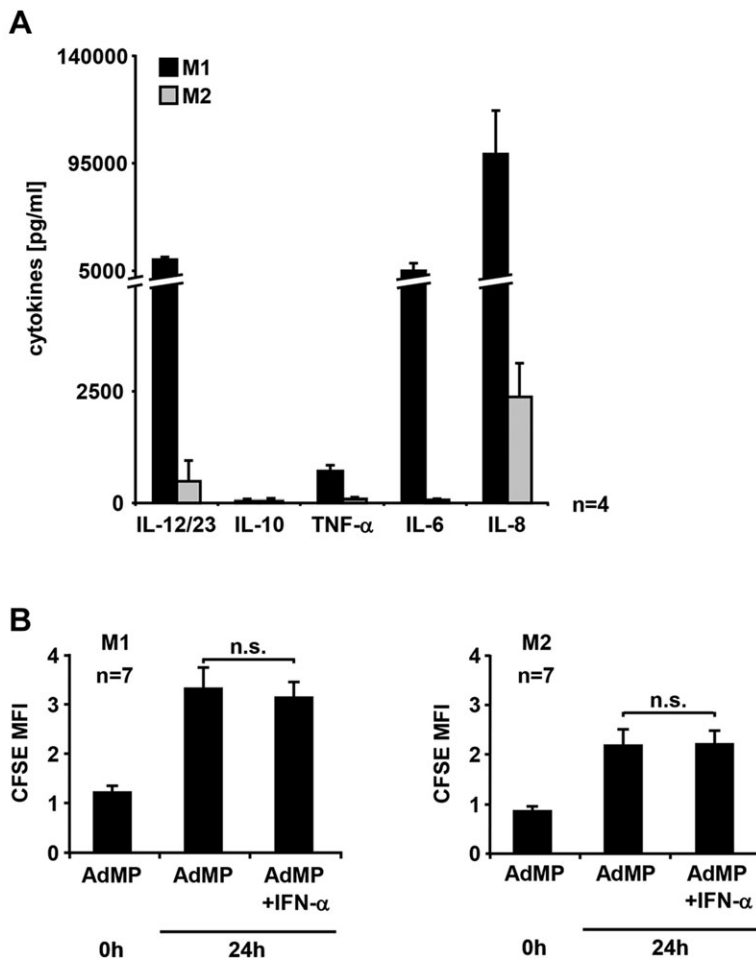 A
140000
M1
M2
95000
cytokines [pg/ml]
5000
2500
0
IL-12/23 IL-10 TNF-α IL-6 IL-8
n=4
B
M1
n=7
n.s.
4
3
2
1
0
CFSE MFI
AdMP AdMP AdMP
+IFN-α
0h 24h
M2
n=7
n.s.
4
3
2
1
0
CFSE MFI
AdMP AdMP AdMP
+IFN-α
0h 24h